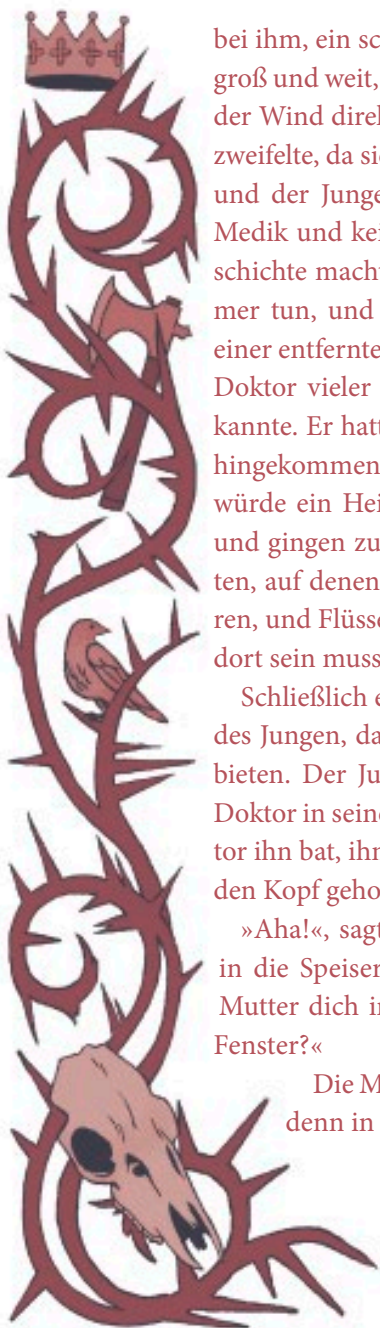 bei ihm, ein sc
groß und weit,
der Wind direk
zweifelte, da sie
und der Junge
Medik und kei
schichte mach
mer tun, und
einer entfernte
Doktor vieler
kannte. Er hatt
hingekommen
würde ein Hei
und gingen zu
ten, auf denen
ren, und Flüsse
dort sein muss
Schließlich e
des Jungen, da
bieten. Der Ju
Doktor in seine
tor ihn bat, ihn
den Kopf geho
»Aha!«, sagt
in die Speiser
Mutter dich in
Fenster?«
Die M
denn in